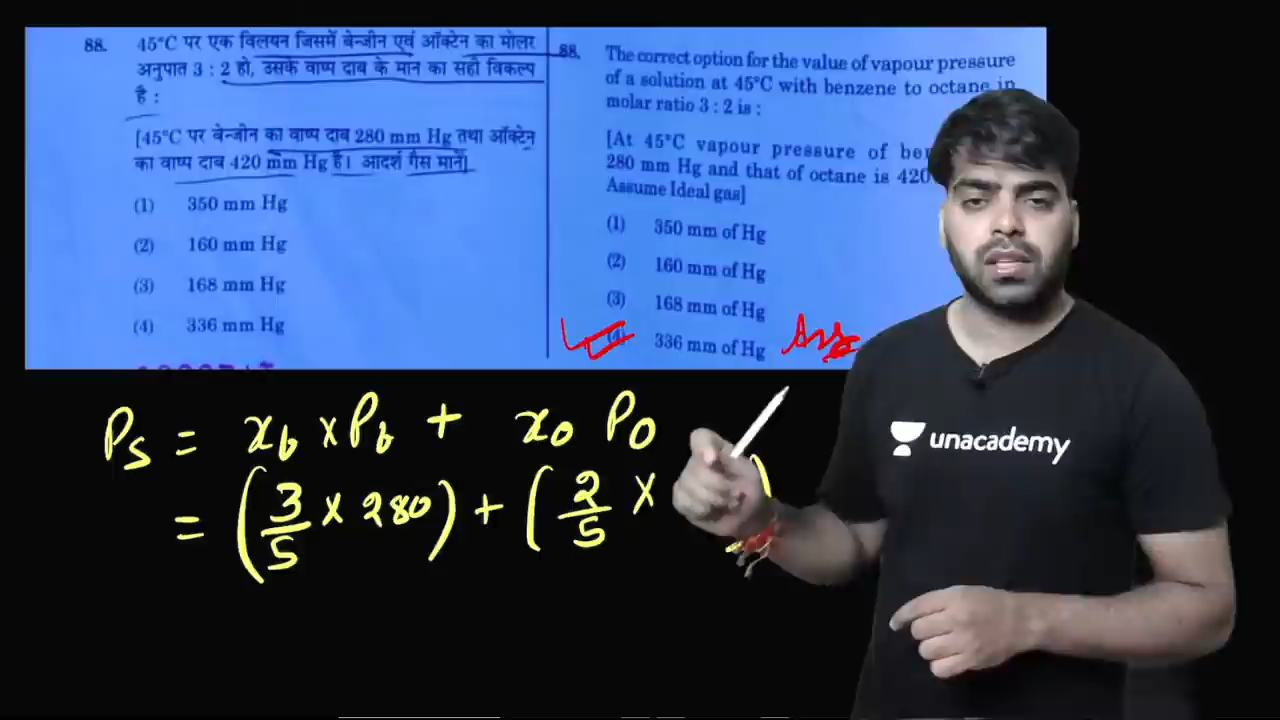 88. 45°C पर एक विलयन जिसमें बेन्जीन एवं ऑक्टेन का मोलर
अनुपात 3 : 2 हो, उसके वाष्प दाब के मान का सही विकल्प
है :
[45°C पर बेन्जीन का वाष्प दाब 280 mm Hg तथा ऑक्टेन
का वाष्प दाब 420 mm Hg है। आदर्श गैस मानें]
(1) 350 mm Hg
(2) 160 mm Hg
(3) 168 mm Hg
(4) 336 mm Hg
88. The correct option for the value of vapour pressure
of a solution at 45°C with benzene to octane in
molar ratio 3 : 2 is :
[At 45°C vapour pressure of
280 mm Hg and that of octane is 420
Assume Ideal gas]
(1) 350 mm of Hg
(2) 160 mm of Hg
(3) 168 mm of Hg
336 mm of Hg Ans
Ps = xb × Pb + xo Po
= (3/5 × 280) + (2/5 ×
unacademy